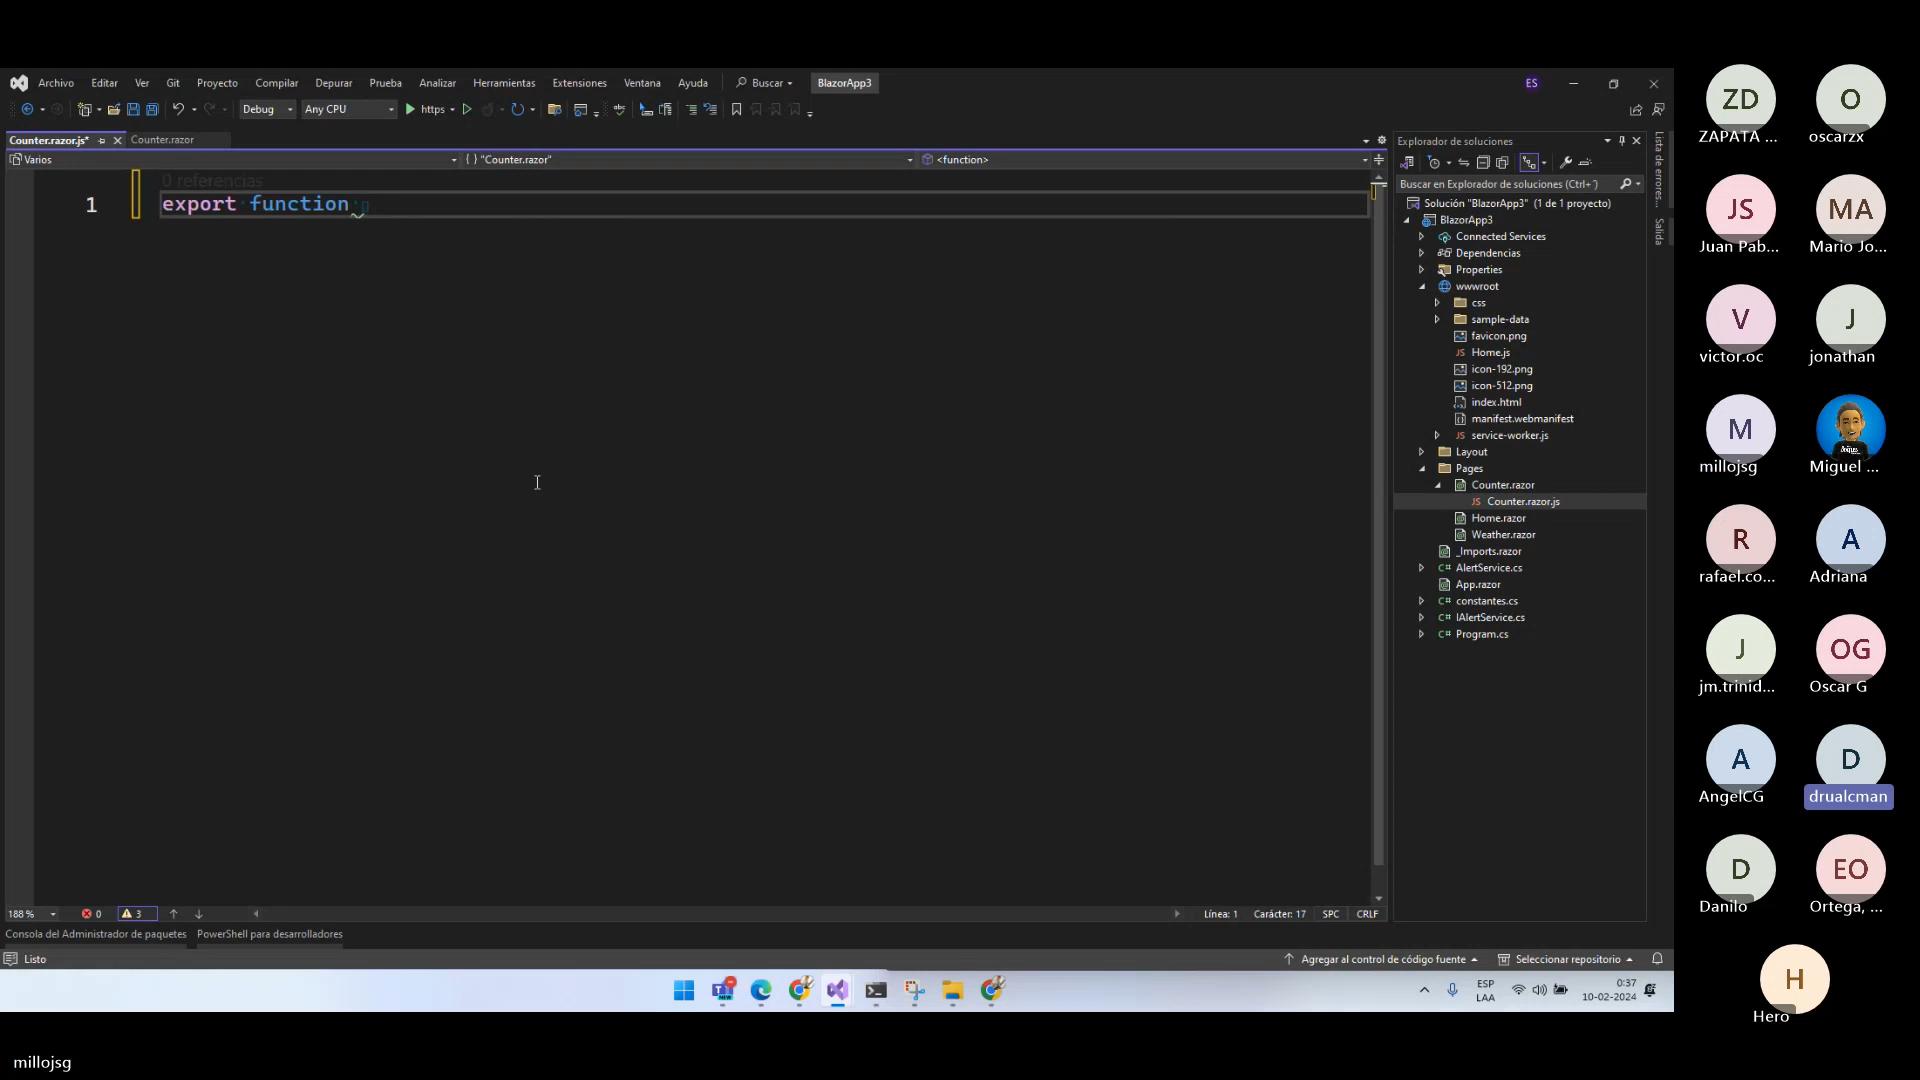 Archivo Editar Ver Git Proyecto Compilar Depurar Prueba Analizar Herramientas Extensiones Ventana Ayuda Buscar BlazorApp3 ES
Debug Any CPU https
Counter.razor.js* Counter.razor
Varios { } "Counter.razor" <function>
0 referencias
1 export function
188 % 0 3 Línea: 1 Carácter: 17 SPC CRLF
Consola del Administrador de paquetes PowerShell para desarrolladores
Listo Agregar al control de código fuente Seleccionar repositorio
Explorador de soluciones
Buscar en Explorador de soluciones (Ctrl+')
Solución "BlazorApp3" (1 de 1 proyecto)
BlazorApp3
Connected Services
Dependencias
Properties
wwwroot
css
sample-data
favicon.png
JS Home.js
icon-192.png
icon-512.png
index.html
manifest.webmanifest
JS service-worker.js
Layout
Pages
Counter.razor
JS Counter.razor.js
Home.razor
Weather.razor
_Imports.razor
C# AlertService.cs
App.razor
C# constantes.cs
C# IAlertService.cs
C# Program.cs
Lista de errores...
Salida
ESP
LAA
0:37
10-02-2024
ZD O
ZAPATA ... oscarzx
JS MA
Juan Pab... Mario Jo...
V J
victor.oc jonathan
M
millojsg Miguel ...
R A
rafael.co... Adriana
J OG
jm.trinid... Oscar G
A D
AngelCG drualcman
D EO
Danilo Ortega, ...
H
Hero
millojsg